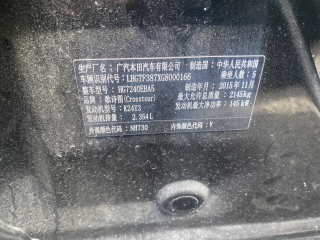 生产厂名：广汽本田汽车有限公司 制造国：中华人民共和国
车辆识别代号：LHGTF387XG8000166 乘坐人数：5
整车型号：HG7240EBA5 制造年月：2015年11月
品牌：歌诗图(Crosstour) 最大允许总质量：2145kg
发动机型号：K24Y3 发动机最大净功率：145kW
发动机排量：2.354L
外观颜色代码：NH730 内饰颜色代码：V